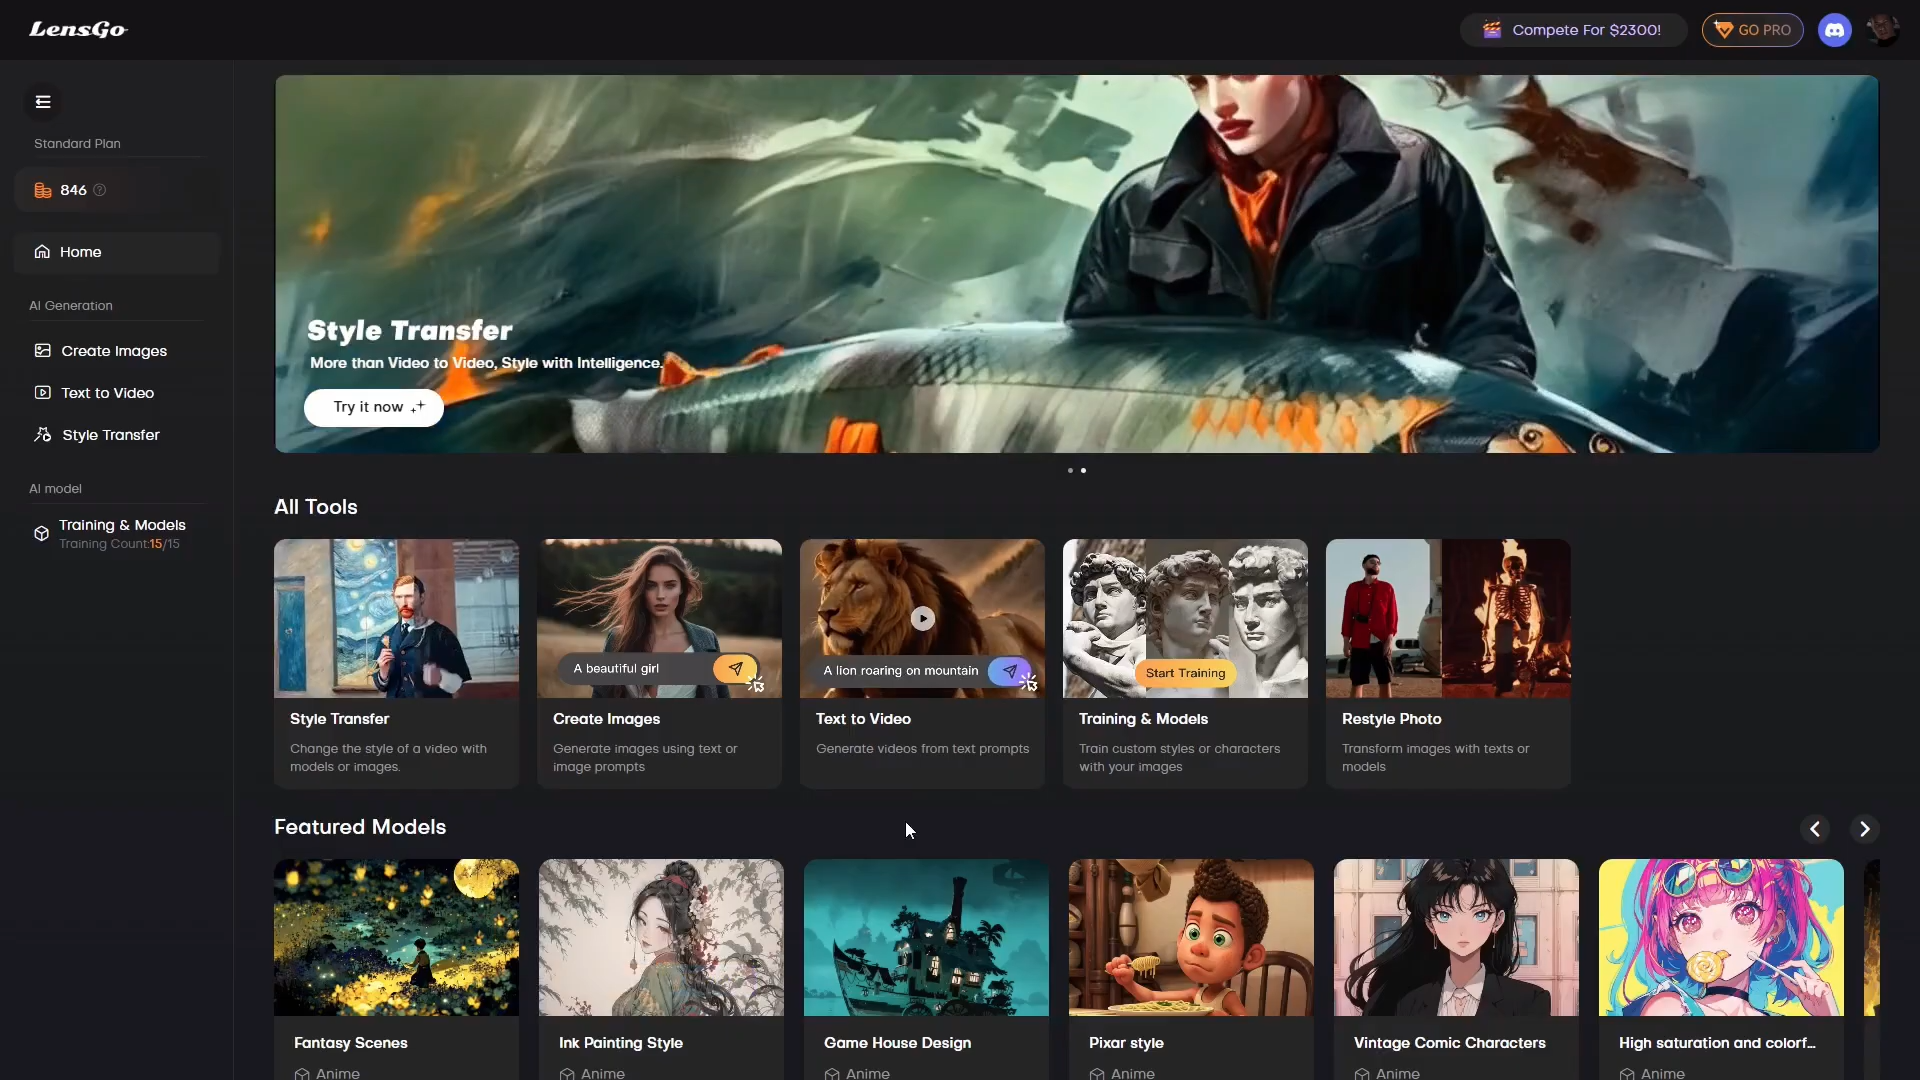 LensGo
Compete For $2300!
GO PRO
Standard Plan
846
Home
AI Generation
Create Images
Text to Video
Style Transfer
AI model
Training & Models
Training Count:15/15
Style Transfer
More than Video to Video, Style with Intelligence.
Try it now
All Tools
A beautiful girl
A lion roaring on mountain
Start Training
Style Transfer
Change the style of a video with
models or images.
Create Images
Generate images using text or
image prompts
Text to Video
Generate videos from text prompts
Training & Models
Train custom styles or characters
with your images
Restyle Photo
Transform images with texts or
models
Featured Models
Fantasy Scenes
Anime
Ink Painting Style
Anime
Game House Design
Anime
Pixar style
Anime
Vintage Comic Characters
Anime
High saturation and colorf...
Anime